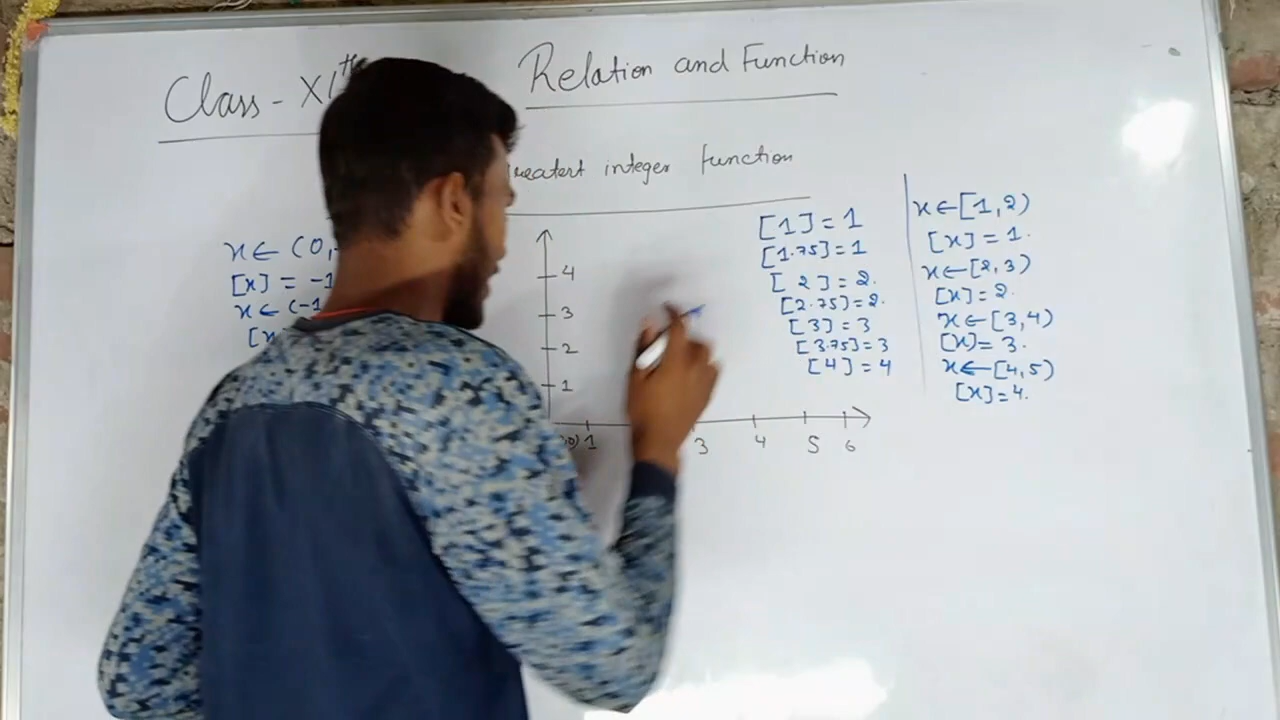 Class - XIth
Relation and Function
Greatest integer function
x ∈ (0,
[x] = -1
x ∈ (-1
[x
4
3
2
1
1 3 4 5 6
[1] = 1
[1.75] = 1
[2] = 2.
[2.75] = 2.
[3] = 3
[3.75] = 3
[4] = 4
x ∈ [1, 2)
[x] = 1.
x ∈ [2, 3)
[x] = 2.
x ∈ [3, 4)
[x] = 3.
x ∈ [4, 5)
[x] = 4.